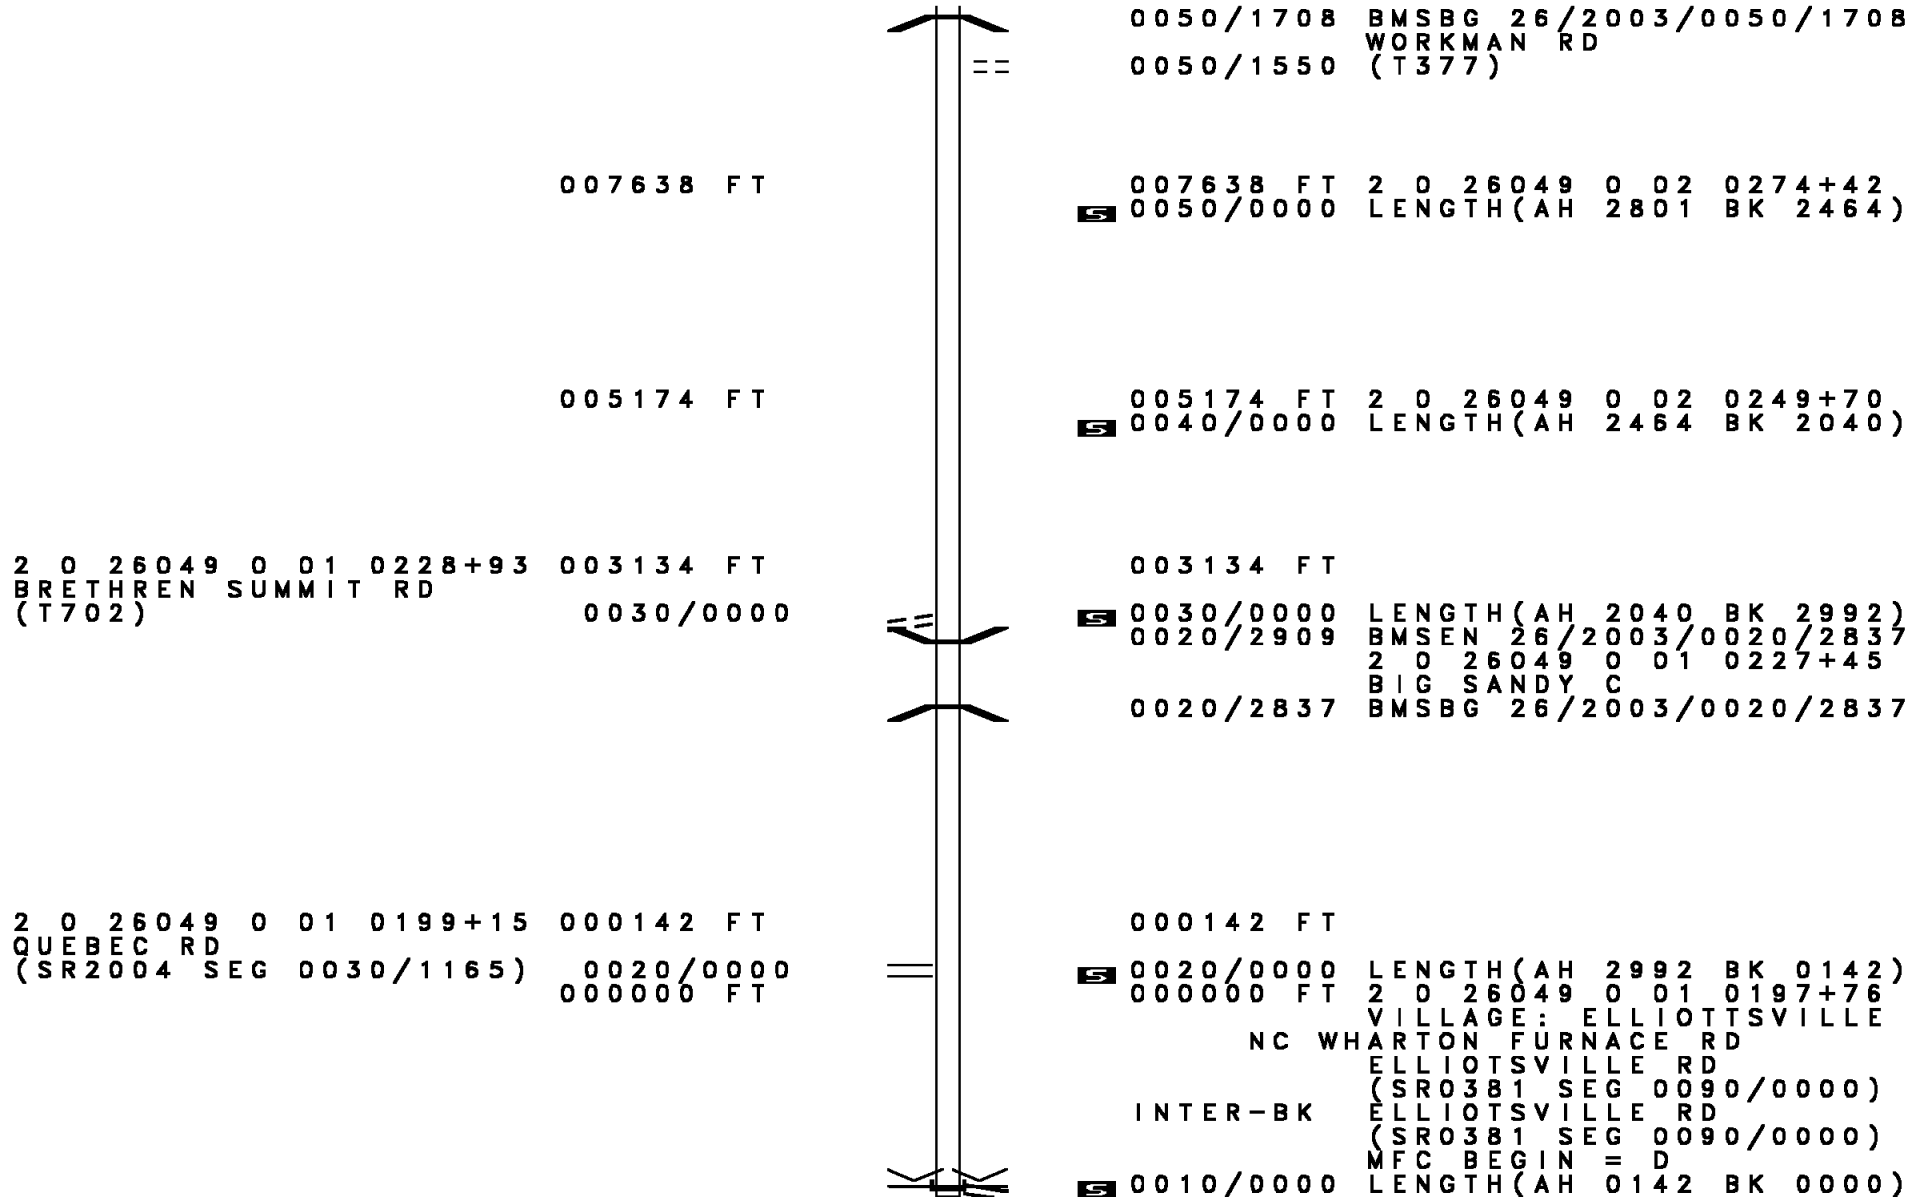 0050/1708 BMSBG 26/2003/0050/1708
WORKMAN RD
0050/1550 (T377)
007638 FT 007638 FT 2 0 26049 0 02 0274+42
S 0050/0000 LENGTH(AH 2801 BK 2464)
005174 FT 005174 FT 2 0 26049 0 02 0249+70
S 0040/0000 LENGTH(AH 2464 BK 2040)
2 0 26049 0 01 0228+93 003134 FT 003134 FT
BRETHREN SUMMIT RD
(T702) 0030/0000 S 0030/0000 LENGTH(AH 2040 BK 2992)
0020/2909 BMSEN 26/2003/0020/2837
2 0 26049 0 01 0227+45
BIG SANDY C
0020/2837 BMSBG 26/2003/0020/2837
2 0 26049 0 01 0199+15 000142 FT 000142 FT
QUEBEC RD
(SR2004 SEG 0030/1165) 0020/0000 S 0020/0000 LENGTH(AH 2992 BK 0142)
000000 FT 000000 FT 2 0 26049 0 01 0197+76
VILLAGE: ELLIOTTSVILLE
NC WHARTON FURNACE RD
ELLIOTSVILLE RD
(SR0381 SEG 0090/0000)
INTER-BK ELLIOTSVILLE RD
(SR0381 SEG 0090/0000)
MFC BEGIN = D
S 0010/0000 LENGTH(AH 0142 BK 0000)